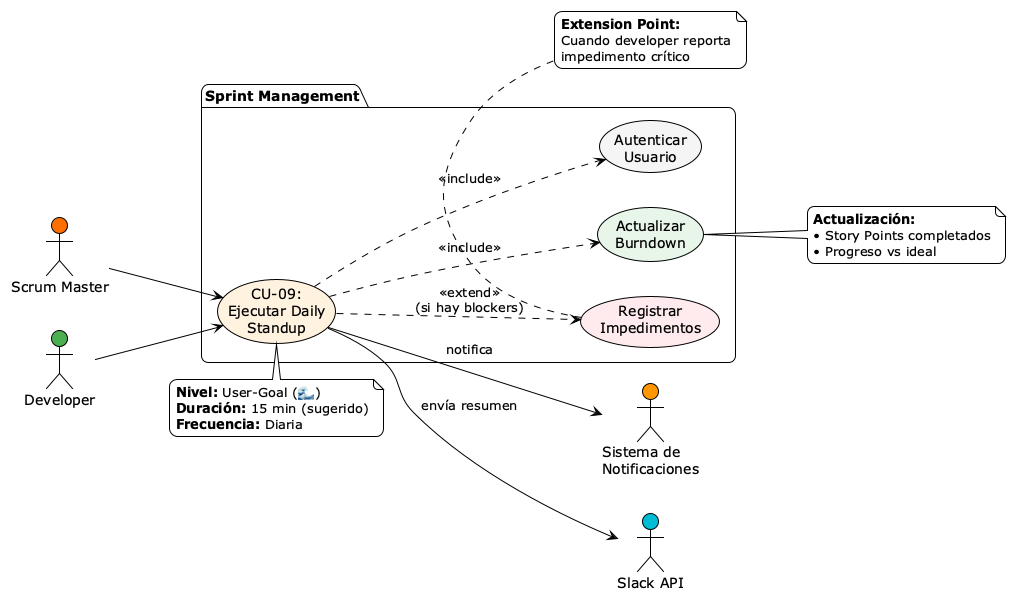 Extension Point:
Cuando developer reporta
impedimento crítico
Sprint Management
Autenticar
Usuario
«include»
Actualizar
Burndown
Actualización:
• Story Points completados
• Progreso vs ideal
«include»
Scrum Master
CU-09:
Ejecutar Daily
Standup
«extend»
(si hay blockers)
Registrar
Impedimentos
notifica
Developer
Nivel: User-Goal (🌊)
Duración: 15 min (sugerido)
Frecuencia: Diaria
envía resumen
Sistema de
Notificaciones
Slack API